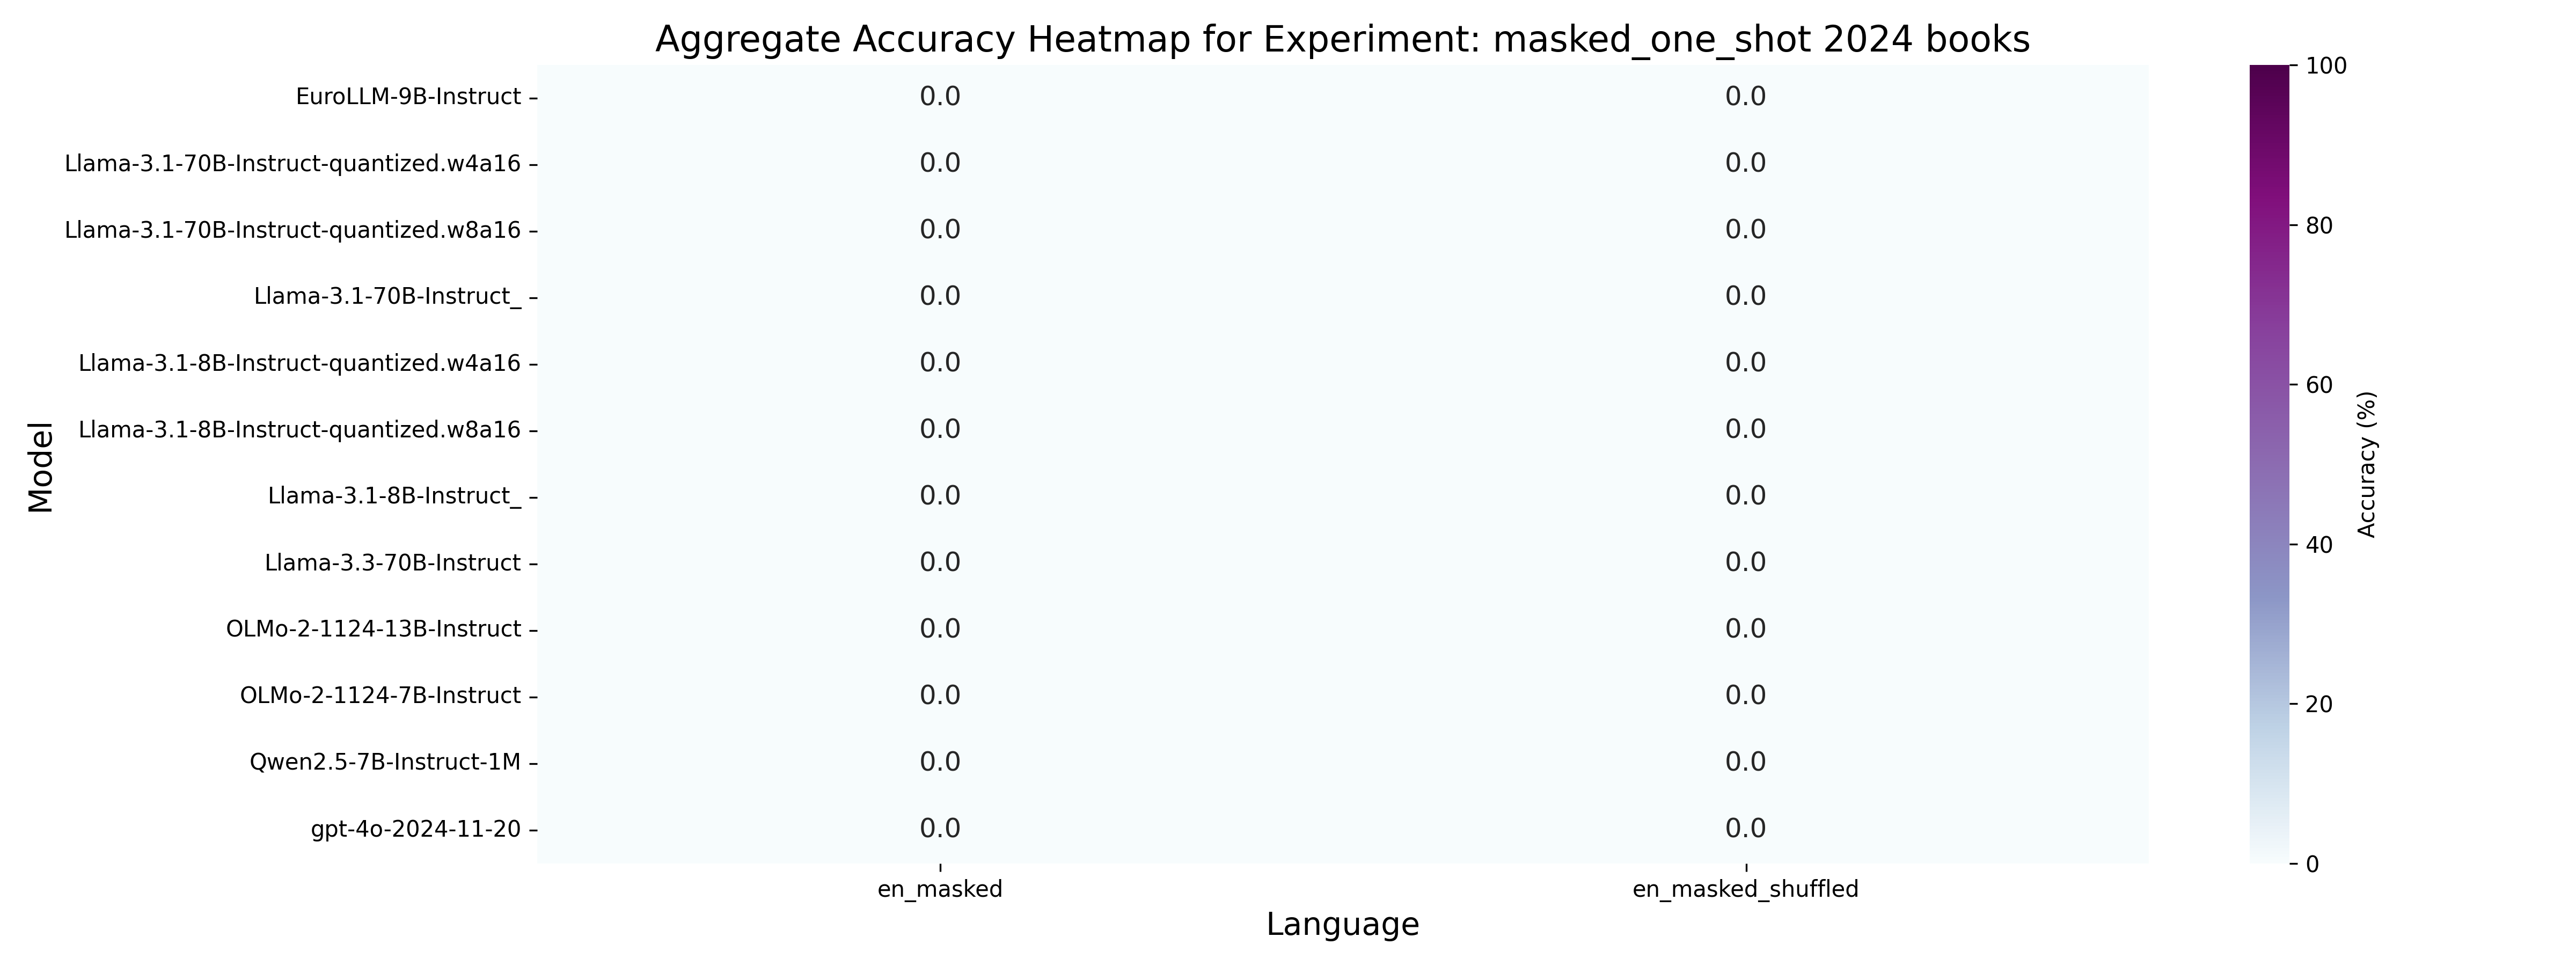 Aggregate Accuracy Heatmap for Experiment: masked_one_shot 2024 books
EuroLLM-9B-Instruct 0.0 0.0
Llama-3.1-70B-Instruct-quantized.w4a16 0.0 0.0
Llama-3.1-70B-Instruct-quantized.w8a16 0.0 0.0
Llama-3.1-70B-Instruct_ 0.0 0.0
Llama-3.1-8B-Instruct-quantized.w4a16 0.0 0.0
Llama-3.1-8B-Instruct-quantized.w8a16 0.0 0.0
Llama-3.1-8B-Instruct_ 0.0 0.0
Llama-3.3-70B-Instruct 0.0 0.0
OLMo-2-1124-13B-Instruct 0.0 0.0
OLMo-2-1124-7B-Instruct 0.0 0.0
Qwen2.5-7B-Instruct-1M 0.0 0.0
gpt-4o-2024-11-20 0.0 0.0
en_masked en_masked_shuffled
Language
Model
100
80
60
40
20
0
Accuracy (%)